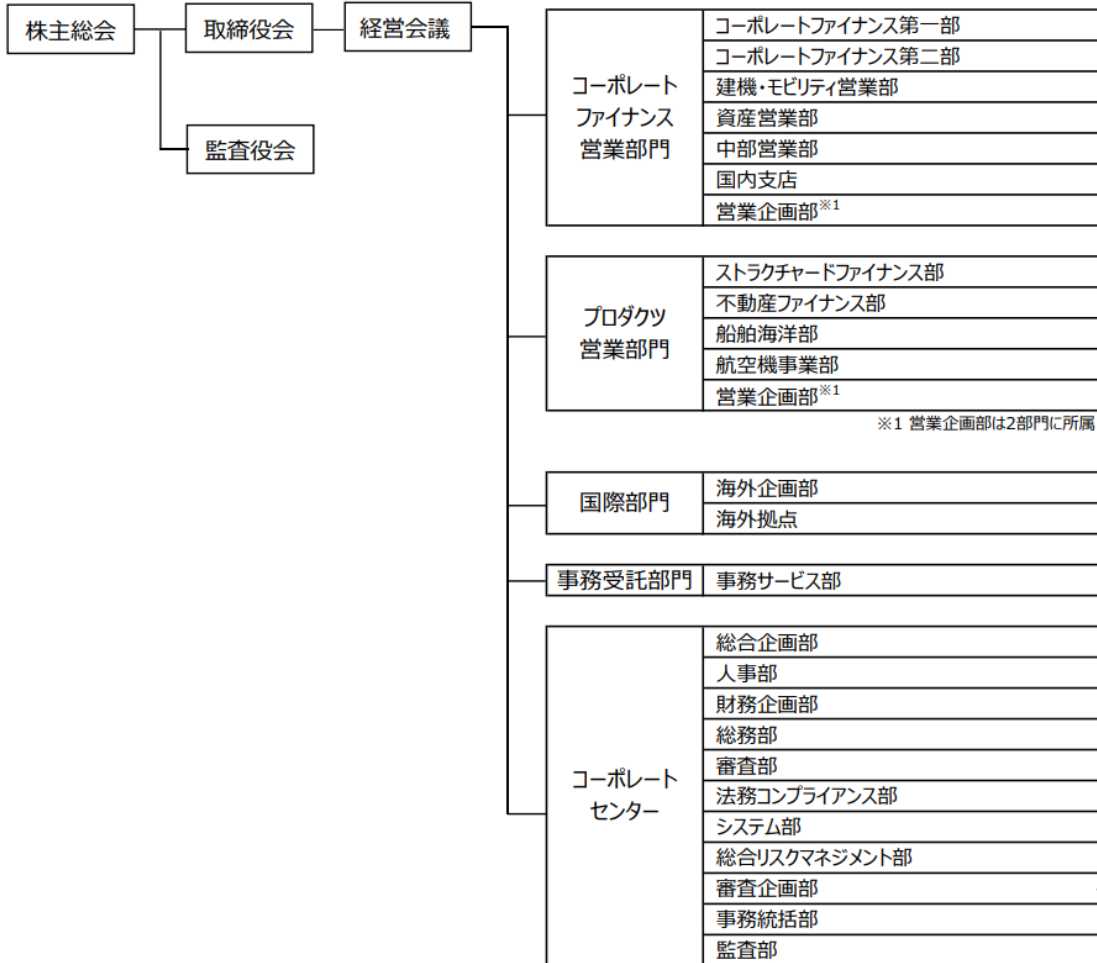 株主総会
取締役会
経営会議
監査役会
コーポレート
ファイナンス
営業部門
コーポレートファイナンス第一部
コーポレートファイナンス第二部
建機・モビリティ営業部
資産営業部
中部営業部
国内支店
営業企画部※1
プロダクツ
営業部門
ストラクチャードファイナンス部
不動産ファイナンス部
船舶海洋部
航空機事業部
営業企画部※1
※1 営業企画部は2部門に所属
国際部門
海外企画部
海外拠点
事務受託部門
事務サービス部
コーポレート
センター
総合企画部
人事部
財務企画部
総務部
審査部
法務コンプライアンス部
システム部
総合リスクマネジメント部
審査企画部
事務統括部
監査部